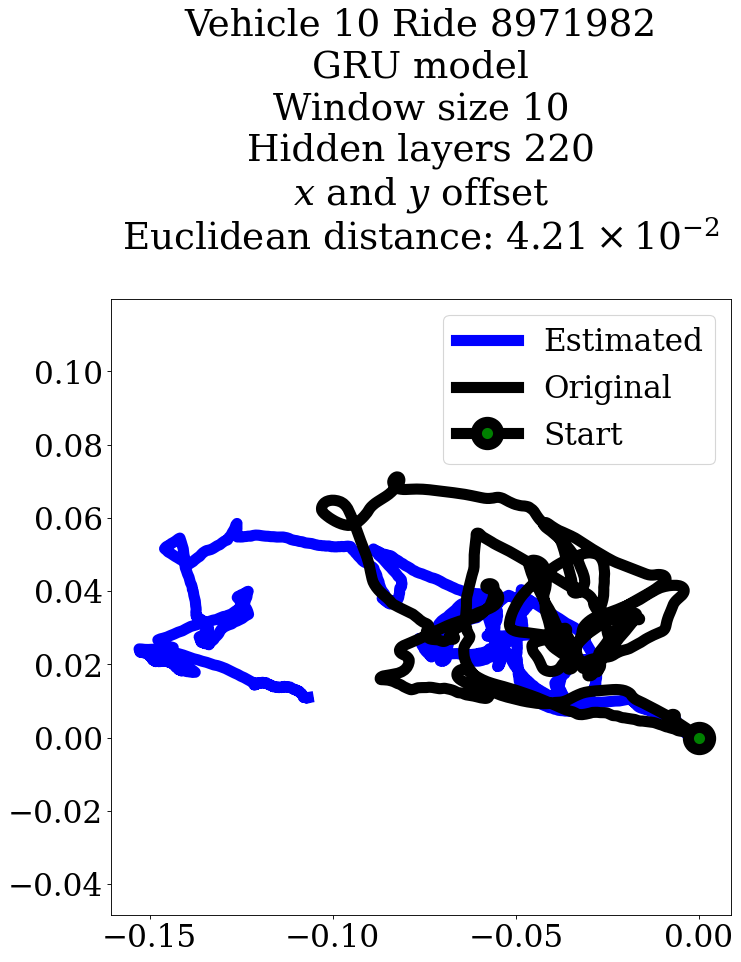 Vehicle 10 Ride 8971982
GRU model
Window size 10
Hidden layers 220
x and y offset
Euclidean distance: 4.21 × 10⁻²
Estimated
Original
Start
0.10
0.08
0.06
0.04
0.02
0.00
−0.02
−0.04
−0.15 −0.10 −0.05 0.00